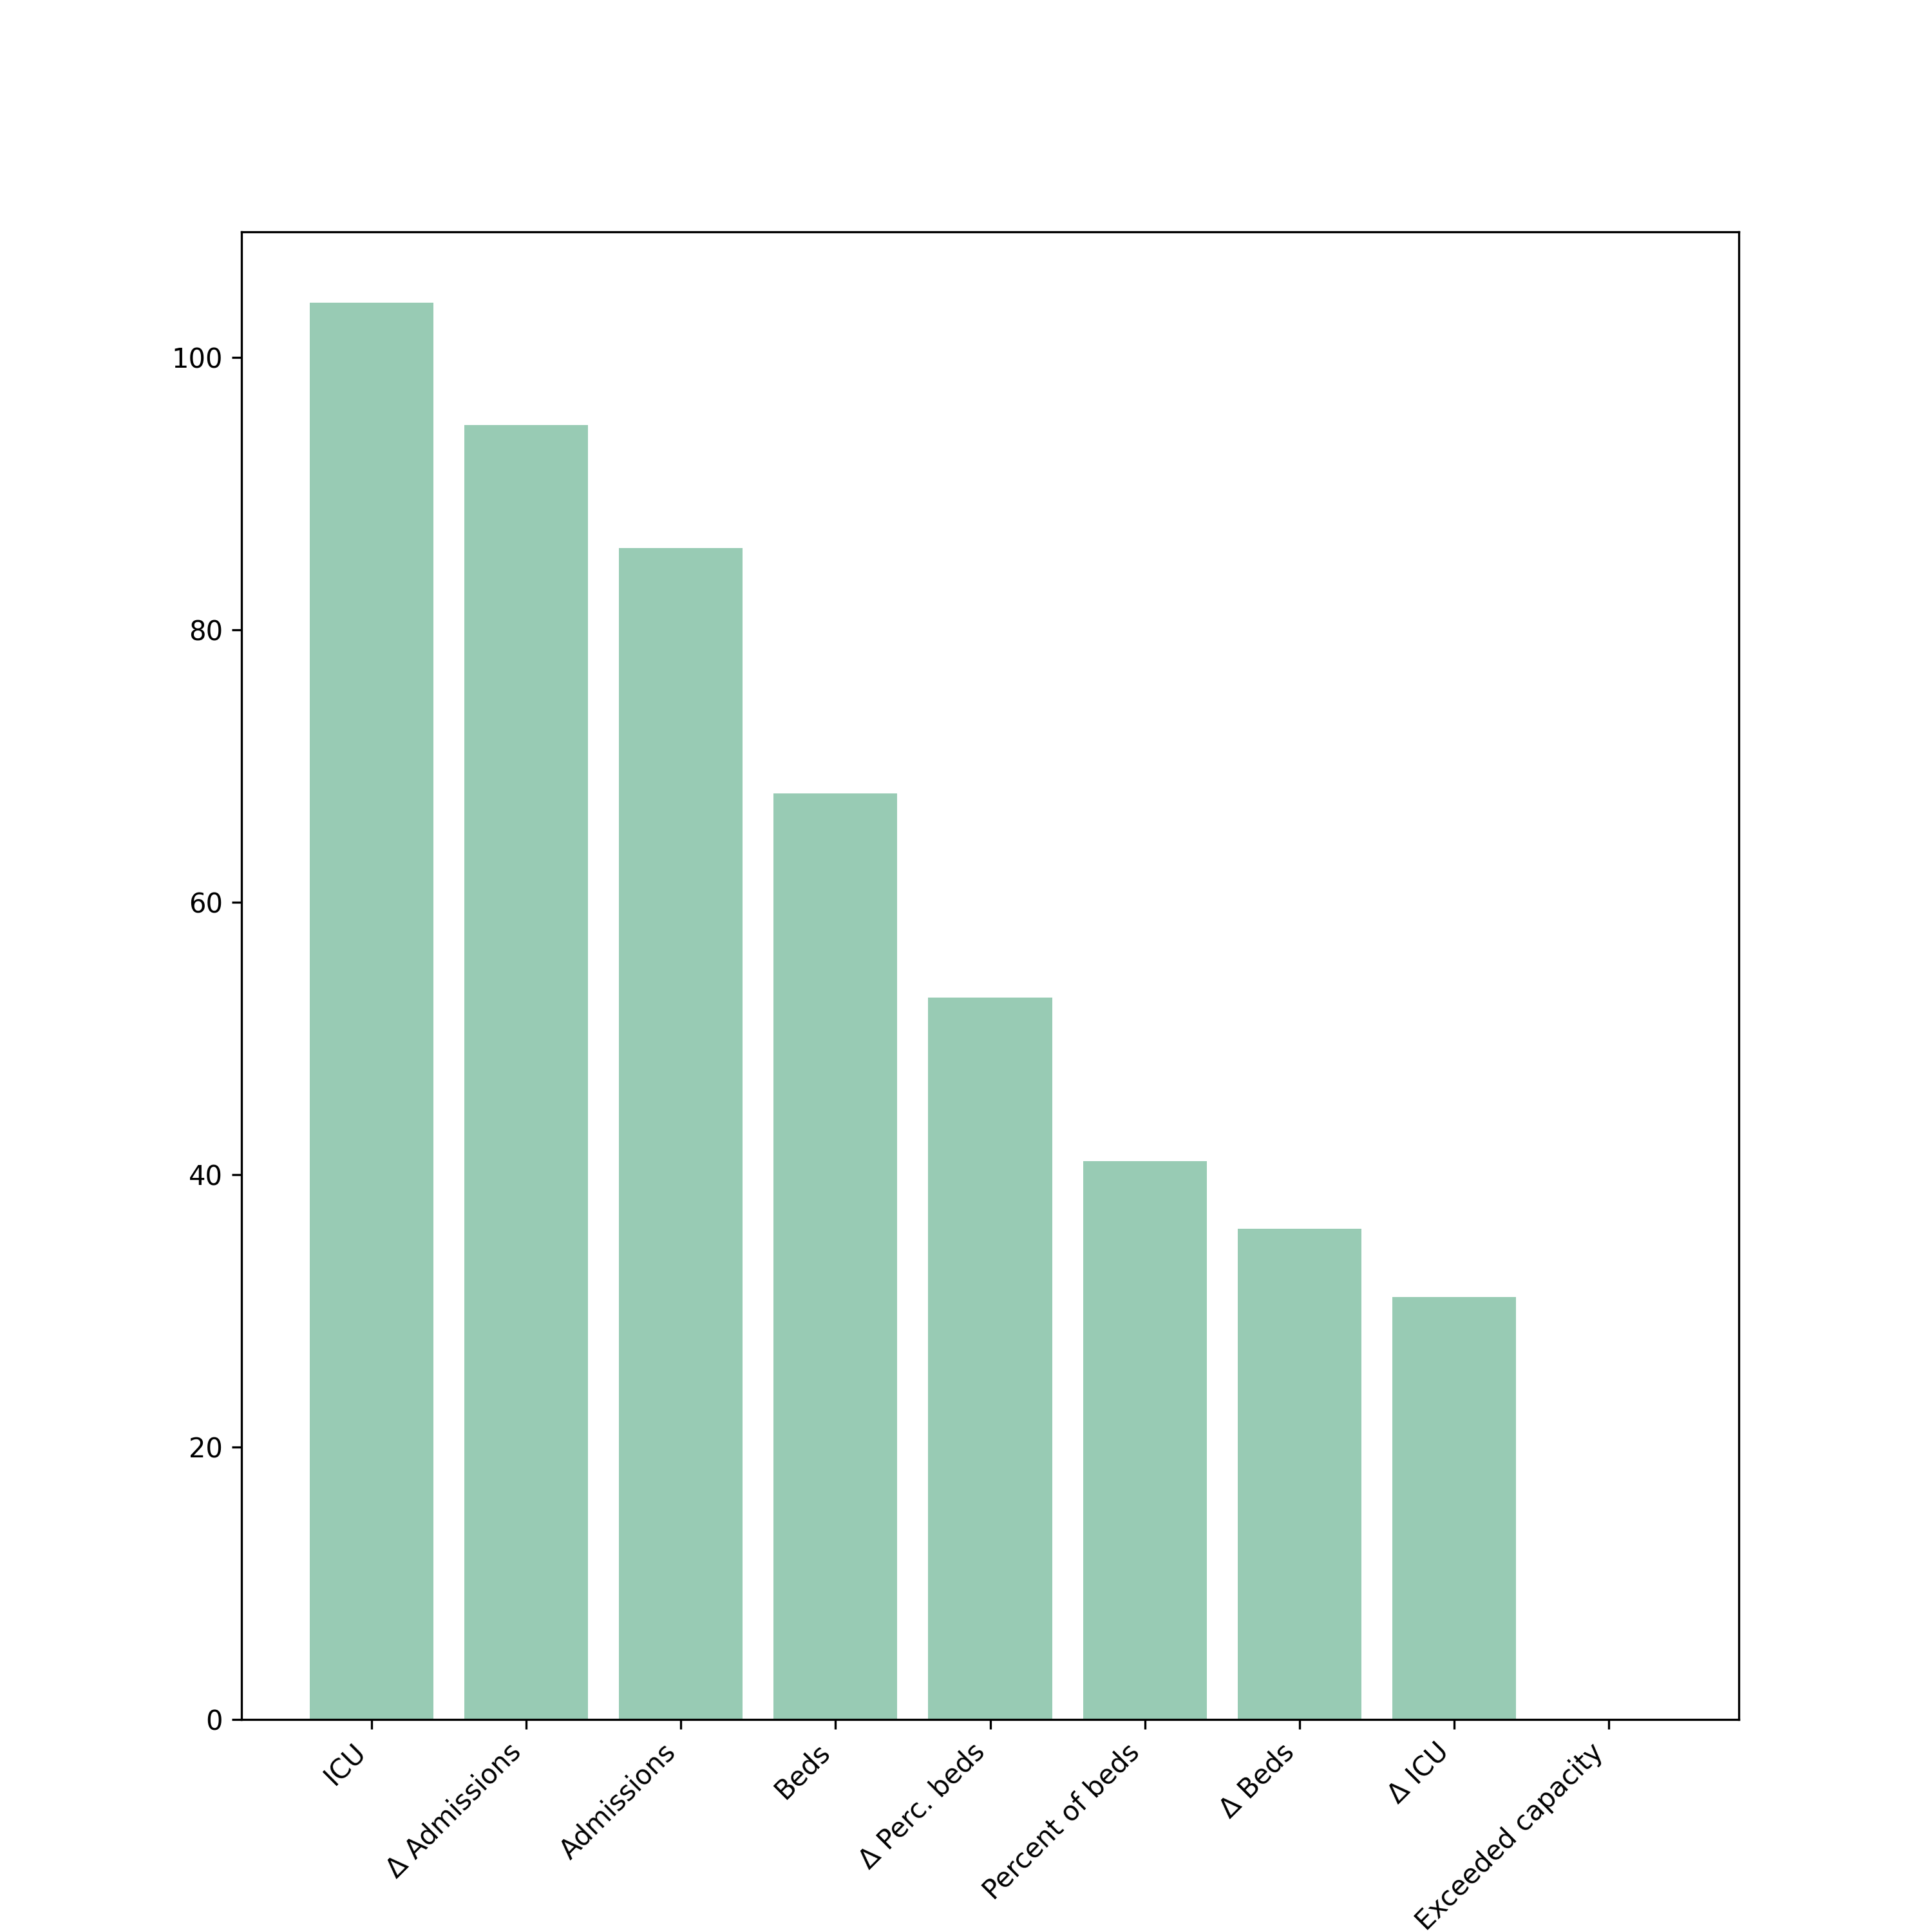 100
80
60
40
20
0
ICU
Δ Admissions
Admissions
Beds
Δ Perc. beds
Percent of beds
Δ Beds
Δ ICU
Exceeded capacity